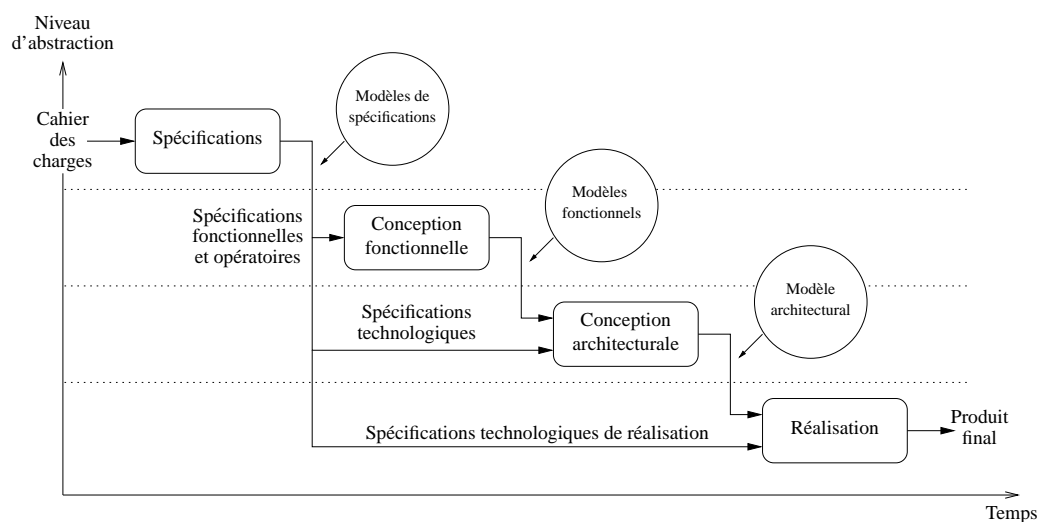 Niveau
d'abstraction
Cahier
des
charges
Spécifications
Modèles de
spécifications
Spécifications
fonctionnelles
et opératoires
Conception
fonctionnelle
Modèles
fonctionnels
Spécifications
technologiques
Conception
architecturale
Modèle
architectural
Spécifications technologiques de réalisation
Réalisation
Produit
final
Temps